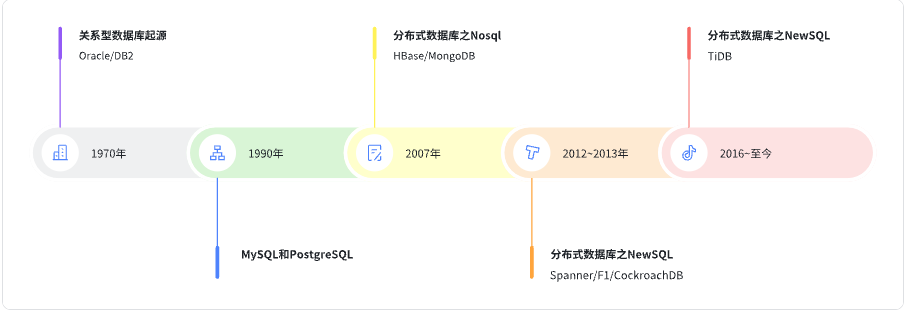 关系型数据库起源
Oracle/DB2
分布式数据库之Nosql
HBase/MongoDB
分布式数据库之NewSQL
TiDB
1970年
1990年
2007年
2012~2013年
2016~至今
MySQL和PostgreSQL
分布式数据库之NewSQL
Spanner/F1/CockroachDB